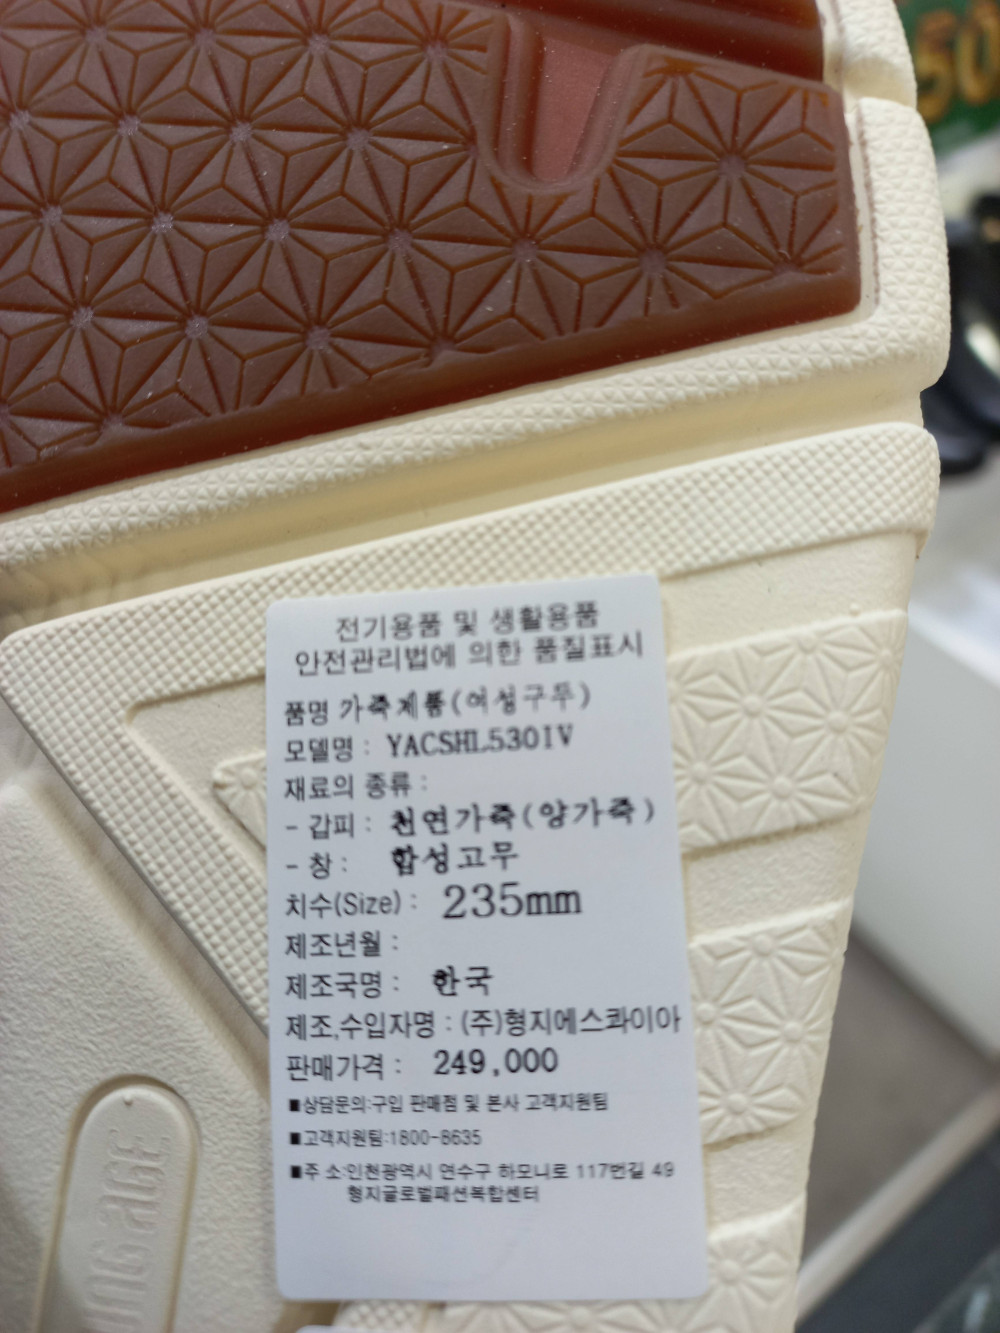 50
전기용품 및 생활용품
안전관리법에 의한 품질표시
품명 가죽제품(여성구두)
모델명 : YACSHL530IV
재료의 종류 :
- 갑피 : 천연가죽(양가죽)
- 창 : 합성고무
치수(Size) : 235mm
제조년월 :
제조국명 : 한국
제조,수입자명 : (주)형지에스콰이아
판매가격 : 249,000
■상담문의:구입 판매점 및 본사 고객지원팀
■고객지원팀:1800-8635
■주 소:인천광역시 연수구 하모니로 117번길 49
형지글로벌패션복합센터